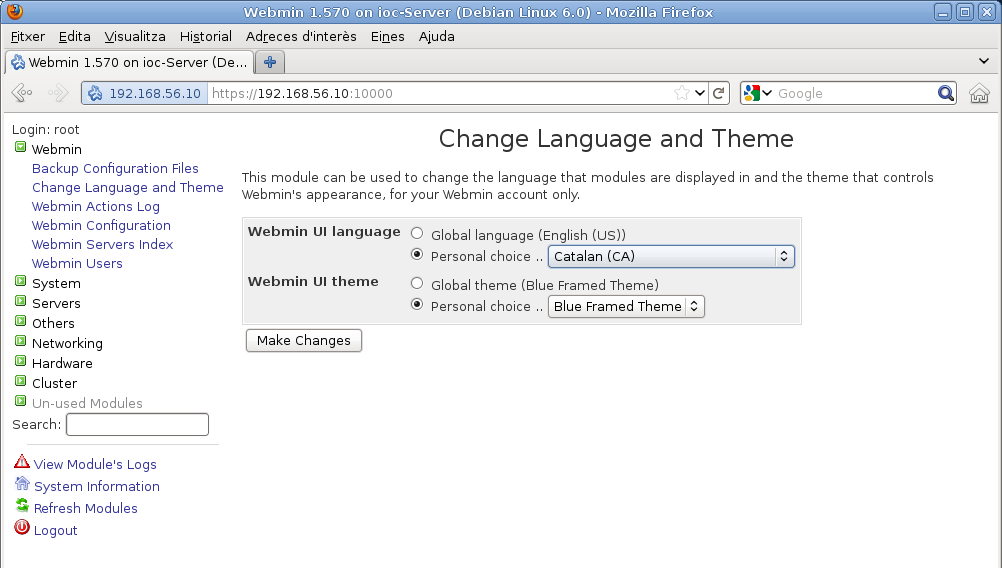 Webmin 1.570 on ioc-Server (Debian Linux 6.0) - Mozilla Firefox
Fitxer Edita Visualitza Historial Adreces d'interès Eines Ajuda
Webmin 1.570 on ioc-Server (De...
192.168.56.10 https://192.168.56.10:10000 Google
Login: root
Webmin
Backup Configuration Files
Change Language and Theme
Webmin Actions Log
Webmin Configuration
Webmin Servers Index
Webmin Users
System
Servers
Others
Networking
Hardware
Cluster
Un-used Modules
Search:
View Module's Logs
System Information
Refresh Modules
Logout
Change Language and Theme
This module can be used to change the language that modules are displayed in and the theme that controls
Webmin's appearance, for your Webmin account only.
Webmin UI language Global language (English (US))
Personal choice .. Catalan (CA)
Webmin UI theme Global theme (Blue Framed Theme)
Personal choice .. Blue Framed Theme
Make Changes